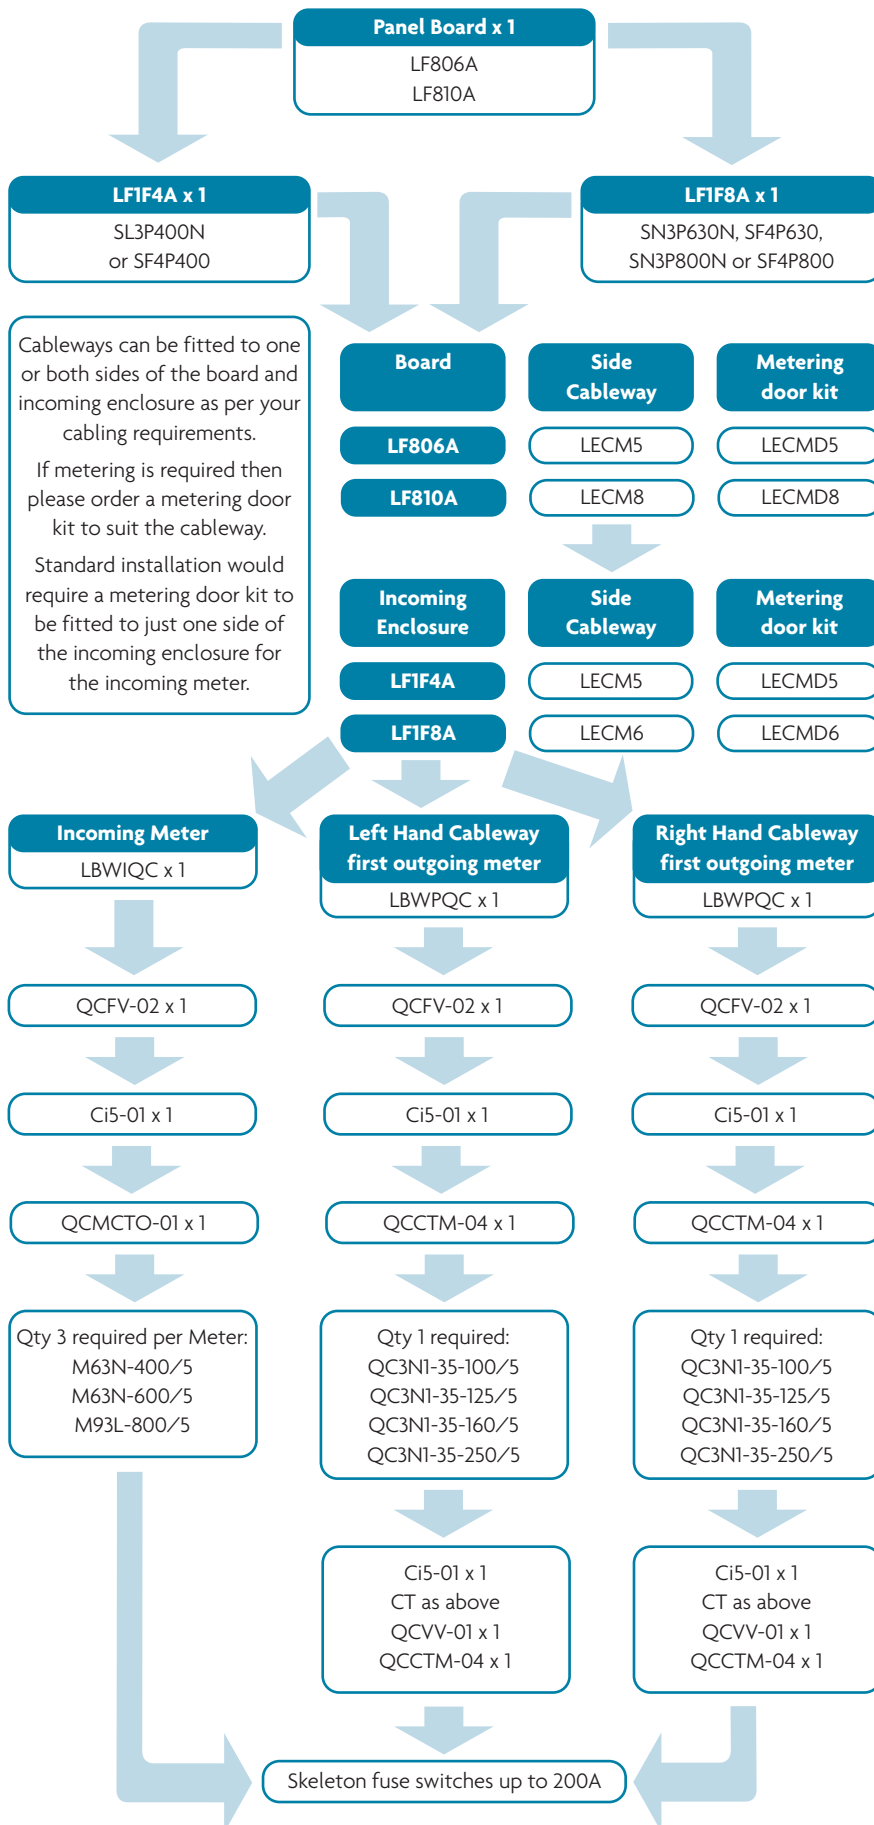 Panel Board x 1
LF806A
LF810A
LF1F4A x 1
SL3P400N
or SF4P400
LF1F8A x 1
SN3P630N, SF4P630,
SN3P800N or SF4P800
Cableways can be fitted to one
or both sides of the board and
incoming enclosure as per your
cabling requirements.
If metering is required then
please order a metering door
kit to suit the cableway.
Standard installation would
require a metering door kit to
be fitted to just one side of
the incoming enclosure for
the incoming meter.
Board
Side
Cableway
Metering
door kit
LF806A
LECM5
LECMD5
LF810A
LECM8
LECMD8
Incoming
Enclosure
Side
Cableway
Metering
door kit
LF1F4A
LECM5
LECMD5
LF1F8A
LECM6
LECMD6
Incoming Meter
LBWIQC x 1
QCFV-02 x 1
Ci5-01 x 1
QCMCTO-01 x 1
Qty 3 required per Meter:
M63N-400/5
M63N-600/5
M93L-800/5
Left Hand Cableway
first outgoing meter
LBWPQC x 1
QCFV-02 x 1
Ci5-01 x 1
QCCTM-04 x 1
Qty 1 required:
QC3N1-35-100/5
QC3N1-35-125/5
QC3N1-35-160/5
QC3N1-35-250/5
Ci5-01 x 1
CT as above
QCVV-01 x 1
QCCTM-04 x 1
Right Hand Cableway
first outgoing meter
LBWPQC x 1
QCFV-02 x 1
Ci5-01 x 1
QCCTM-04 x 1
Qty 1 required:
QC3N1-35-100/5
QC3N1-35-125/5
QC3N1-35-160/5
QC3N1-35-250/5
Ci5-01 x 1
CT as above
QCVV-01 x 1
QCCTM-04 x 1
Skeleton fuse switches up to 200A